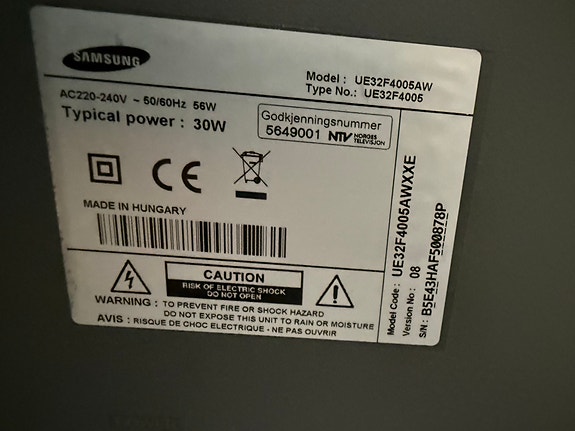 SAMSUNG
Model : UE32F4005AW
Type No.: UE32F4005
AC220-240V ~ 50/60Hz 56W
Typical power : 30W
Godkjenningsnummer
5649001 NTV NORGES TELEVISJON
CE
MADE IN HUNGARY
CAUTION
RISK OF ELECTRIC SHOCK
DO NOT OPEN
WARNING : TO PREVENT FIRE OR SHOCK HAZARD
DO NOT EXPOSE THIS UNIT TO RAIN OR MOISTURE
AVIS : RISQUE DE CHOC ELECTRIQUE - NE PAS OUVRIR
Model Code : UE32F4005AWXXE
Version No : 08
S/N : B5E43HAF500878P